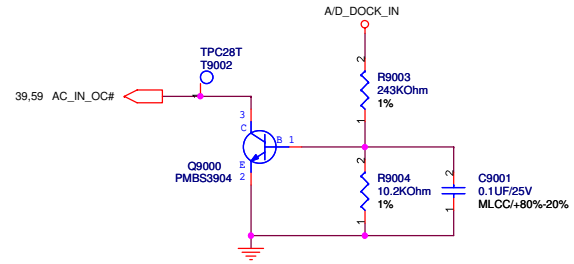 A/D_DOCK_IN
TPC28T
T9002
2
R9003
243KOhm
1%
1
39,59 AC_IN_OC#
1
3
C
B 1
E
2
Q9000
PMBS3904
2
R9004
10.2KOhm
1%
1
2
C9001
0.1UF/25V
MLCC/+80%-20%
1